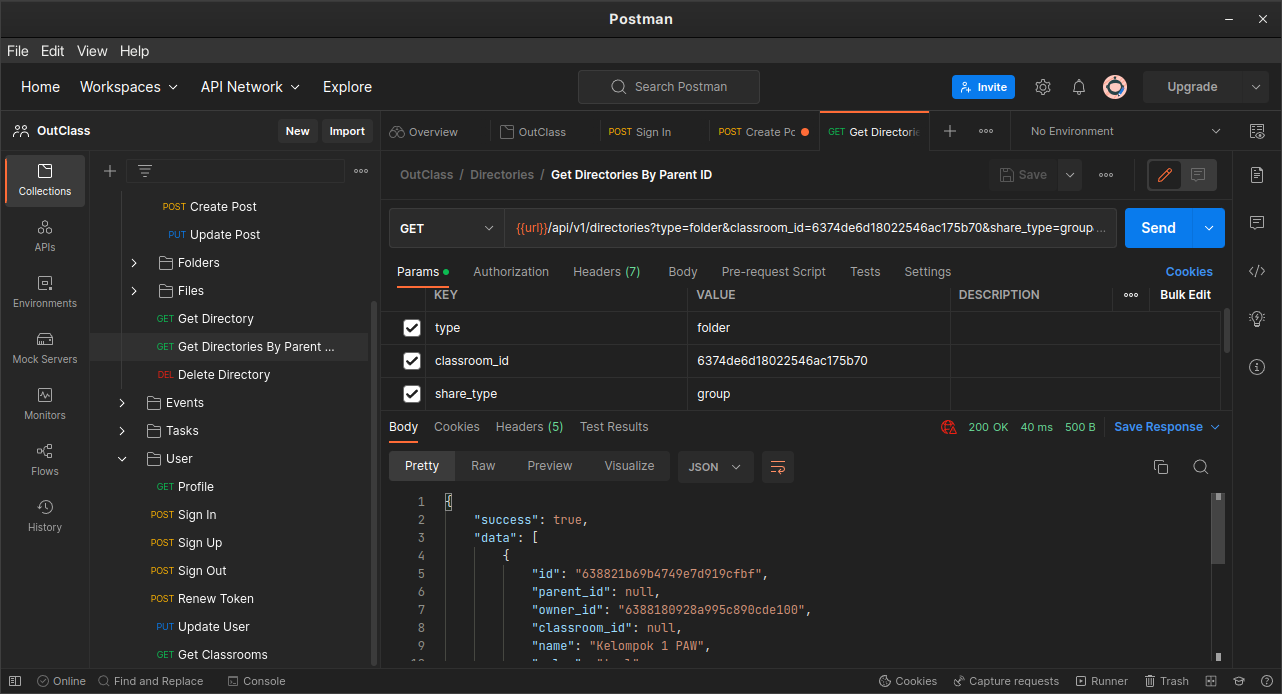 Postman
File Edit View Help
Home Workspaces API Network Explore Search Postman Invite Upgrade
OutClass New Import
Overview OutClass POST Sign In POST Create Pc GET Get Directorie No Environment
Collections
APIs
Environments
Mock Servers
Monitors
Flows
History
POST Create Post
PUT Update Post
Folders
Files
GET Get Directory
GET Get Directories By Parent ...
DEL Delete Directory
Events
Tasks
User
GET Profile
POST Sign In
POST Sign Up
POST Sign Out
POST Renew Token
PUT Update User
GET Get Classrooms
OutClass / Directories / Get Directories By Parent ID Save
GET {{url}}/api/v1/directories?type=folder&classroom_id=6374de6d18022546ac175b70&share_type=group ... Send
Params Authorization Headers (7) Body Pre-request Script Tests Settings Cookies
KEY VALUE DESCRIPTION Bulk Edit
type folder
classroom_id 6374de6d18022546ac175b70
share_type group
Body Cookies Headers (5) Test Results 200 OK 40 ms 500 B Save Response
Pretty Raw Preview Visualize JSON
1 {
2 "success": true,
3 "data": [
4 {
5 "id": "638821b69b4749e7d919cfbf",
6 "parent_id": null,
7 "owner_id": "6388180928a995c890cde100",
8 "classroom_id": null,
9 "name": "Kelompok 1 PAW",
Online Find and Replace Console Cookies Capture requests Runner Trash